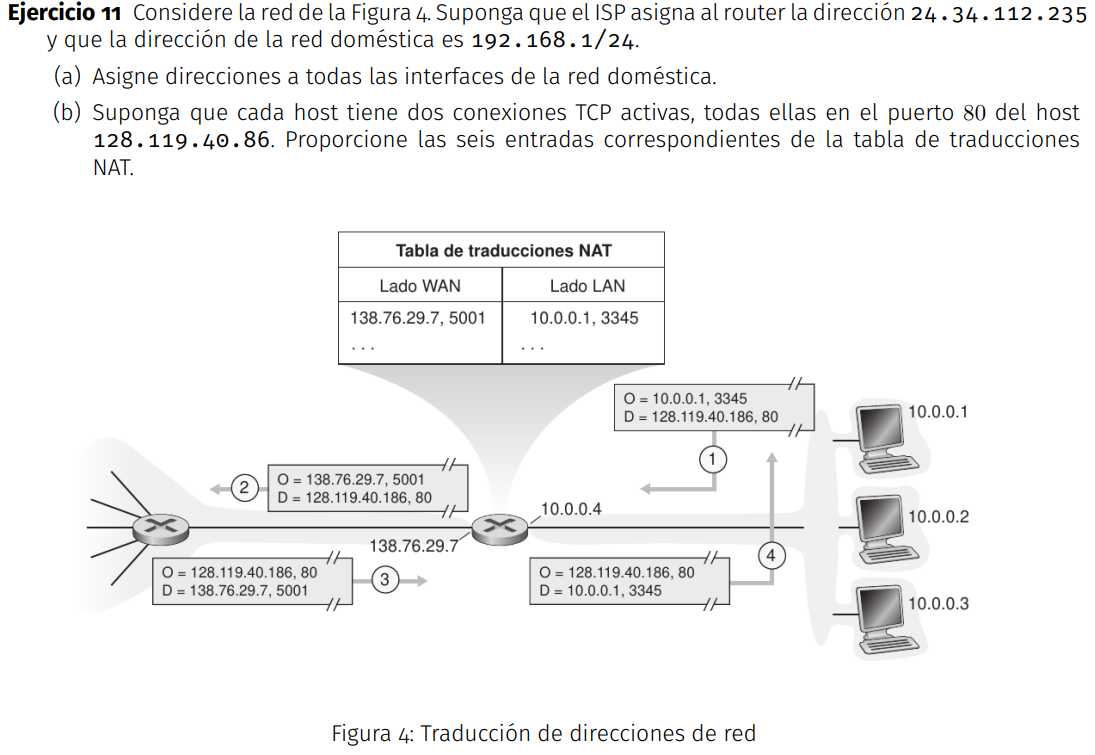 Ejercicio 11 Considere la red de la Figura 4. Suponga que el ISP asigna al router la dirección 24.34.112.235
y que la dirección de la red doméstica es 192.168.1/24.
(a) Asigne direcciones a todas las interfaces de la red doméstica.
(b) Suponga que cada host tiene dos conexiones TCP activas, todas ellas en el puerto 80 del host
128.119.40.86. Proporcione las seis entradas correspondientes de la tabla de traducciones
NAT.
Tabla de traducciones NAT
Lado WAN Lado LAN
138.76.29.7, 5001 10.0.0.1, 3345
. . . . . .
O = 10.0.0.1, 3345
D = 128.119.40.186, 80
10.0.0.1
1
2
O = 138.76.29.7, 5001
D = 128.119.40.186, 80
10.0.0.4
10.0.0.2
138.76.29.7
4
O = 128.119.40.186, 80
D = 138.76.29.7, 5001
3
O = 128.119.40.186, 80
D = 10.0.0.1, 3345
10.0.0.3
Figura 4: Traducción de direcciones de red